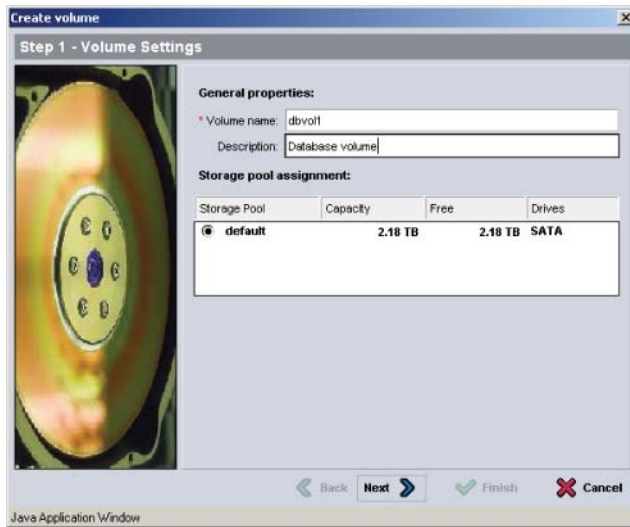 Create volume
Step 1 - Volume Settings
General properties:
* Volume name: dbvol1
Description: Database volume
Storage pool assignment:
Storage Pool Capacity Free Drives
default 2.18 TB 2.18 TB SATA
Back Next Finish Cancel
Java Application Window